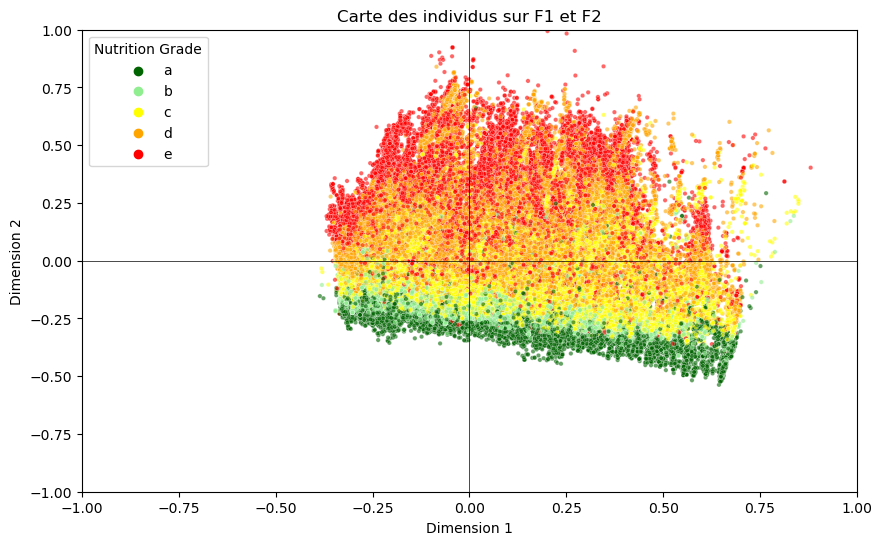 Carte des individus sur F1 et F2
Nutrition Grade
a
b
c
d
e
1.00
0.75
0.50
0.25
0.00
−0.25
−0.50
−0.75
−1.00
Dimension 2
−1.00
−0.75
−0.50
−0.25
0.00
0.25
0.50
0.75
1.00
Dimension 1